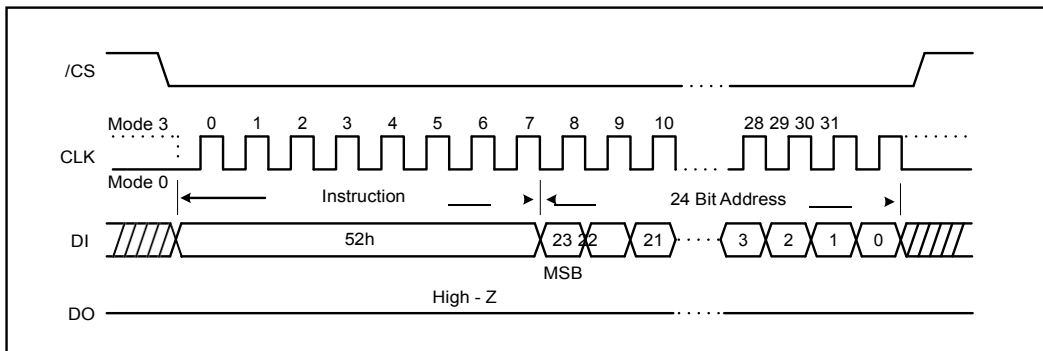 /CS
Mode 3 0 1 2 3 4 5 6 7 8 9 10 28 29 30 31
CLK
Mode 0
Instruction 24 Bit Address
DI 52h 23 22 21 3 2 1 0
MSB
High - Z
DO